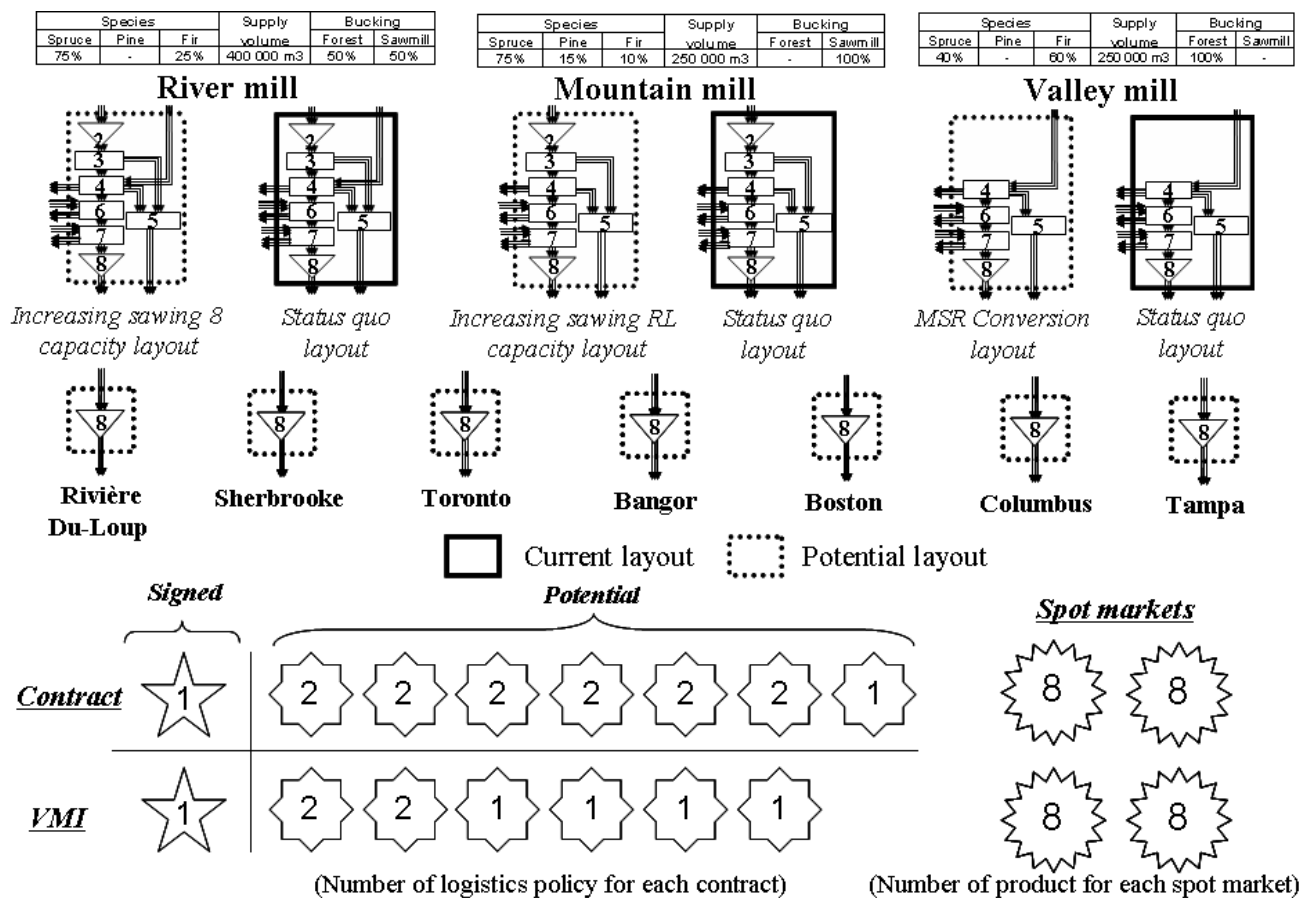 Species Supply Bucking
Spruce Pine Fir volume Forest Sawmill
75% - 25% 400 000 m3 50% 50%
Species Supply Bucking
Spruce Pine Fir volume Forest Sawmill
75% 15% 10% 250 000 m3 - 100%
Species Supply Bucking
Spruce Pine Fir volume Forest Sawmill
40% - 60% 250 000 m3 100% -
River mill
Mountain mill
Valley mill
2
3
4
5
6
7
8
2
3
4
5
6
7
8
2
3
4
5
6
7
8
2
3
4
5
6
7
8
4
5
6
7
8
4
5
6
7
8
Increasing sawing 8
capacity layout
Status quo
layout
Increasing sawing RL
capacity layout
Status quo
layout
MSR Conversion
layout
Status quo
layout
8 8 8 8 8 8 8
Rivière
Du-Loup
Sherbrooke
Toronto
Bangor
Boston
Columbus
Tampa
Current layout
Potential layout
Signed
Potential
Spot markets
Contract 1 2 2 2 2 2 2 1 8 8
VMI 1 2 2 1 1 1 1 8 8
(Number of logistics policy for each contract)
(Number of product for each spot market)